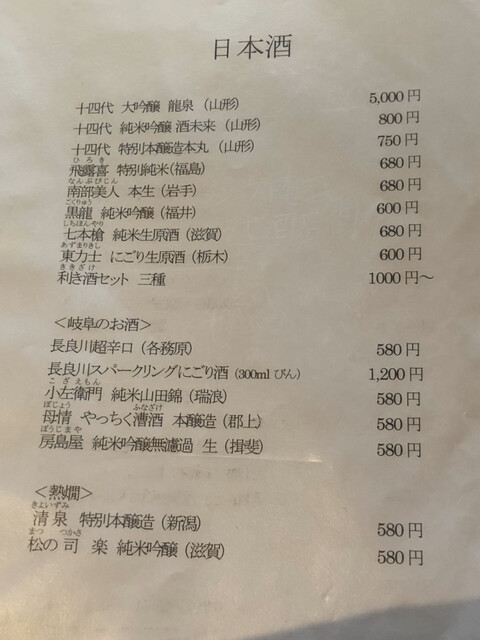 日本酒
十四代 大吟醸 龍泉 (山形) 5,000円
十四代 純米吟醸 酒未来 (山形) 800円
十四代 特別本醸造本丸 (山形) 750円
ひろき
飛露喜 特別純米(福島) 680円
なんぶびじん
南部美人 本生 (岩手) 680円
こくりゅう
黒龍 純米吟醸 (福井) 600円
しちほんやり
七本槍 純米生原酒 (滋賀) 680円
あずまりきし
東力士 にごり生原酒 (栃木) 600円
ききざけ
利き酒セット 三種 1000円～
＜岐阜のお酒＞
長良川超辛口 (各務原) 580円
長良川スパークリングにごり酒 (300ml びん) 1,200円
こざえもん
小左衛門 純米山田錦 (瑞浪) 580円
ぼじょう ふなざけ
母情 やっちく漕酒 本醸造 (郡上) 580円
ぼうじまや
房島屋 純米吟醸無濾過 生 (揖斐) 580円
＜熱燗＞
きよいずみ
清泉 特別本醸造 (新潟) 580円
まつ つかさ
松の司 楽 純米吟醸 (滋賀) 580円